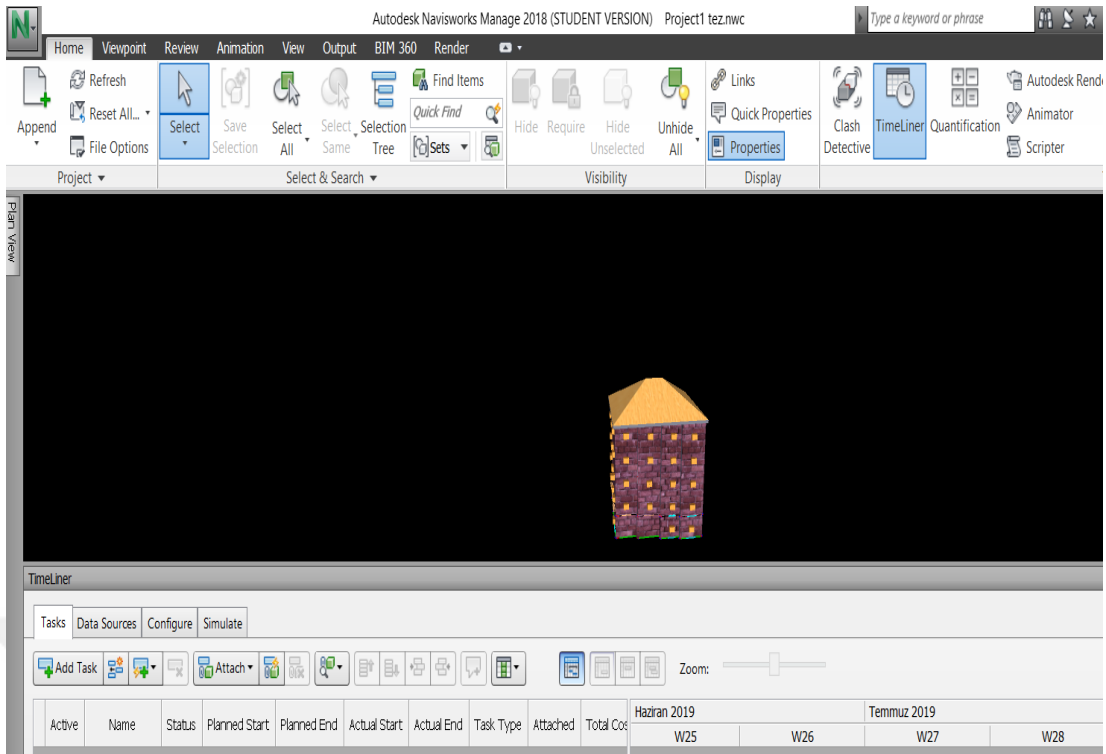 Autodesk Navisworks Manage 2018 (STUDENT VERSION) Project1 tez.nwc
Type a keyword or phrase
Home Viewpoint Review Animation View Output BIM 360 Render
Append
Refresh
Reset All...
File Options
Select
Save Selection
Select All
Select Same
Selection Tree
Find Items
Quick Find
Sets
Hide
Require
Hide Unselected
Unhide All
Links
Quick Properties
Properties
Clash Detective
TimeLiner
Quantification
Autodesk Rende
Animator
Scripter
Project Select & Search Visibility Display
Plan View
TimeLiner
Tasks Data Sources Configure Simulate
Add Task Attach Zoom:
Active Name Status Planned Start Planned End Actual Start Actual End Task Type Attached Total Cos
Haziran 2019 Temmuz 2019
W25 W26 W27 W28